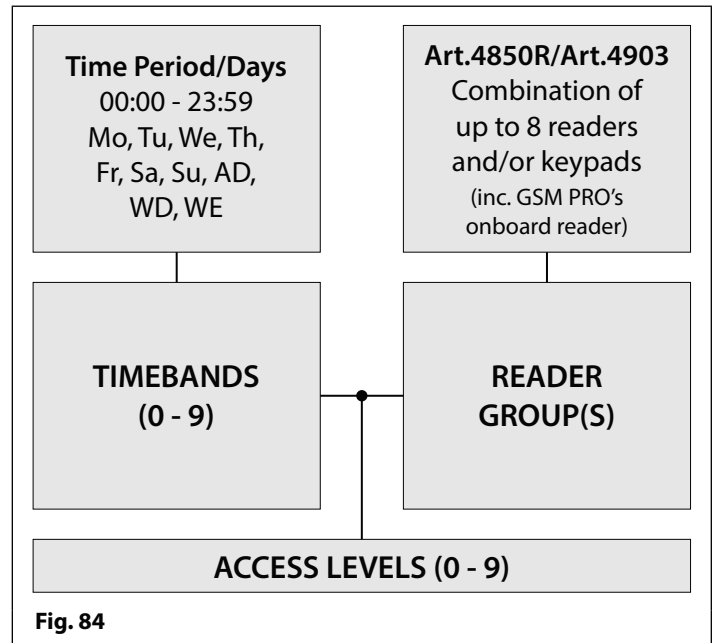 Time Period/Days
00:00 - 23:59
Mo, Tu, We, Th,
Fr, Sa, Su, AD,
WD, WE
Art.4850R/Art.4903
Combination of
up to 8 readers
and/or keypads
(inc. GSM PRO’s
onboard reader)
TIMEBANDS
(0 - 9)
READER
GROUP(S)
ACCESS LEVELS (0 - 9)
Fig. 84